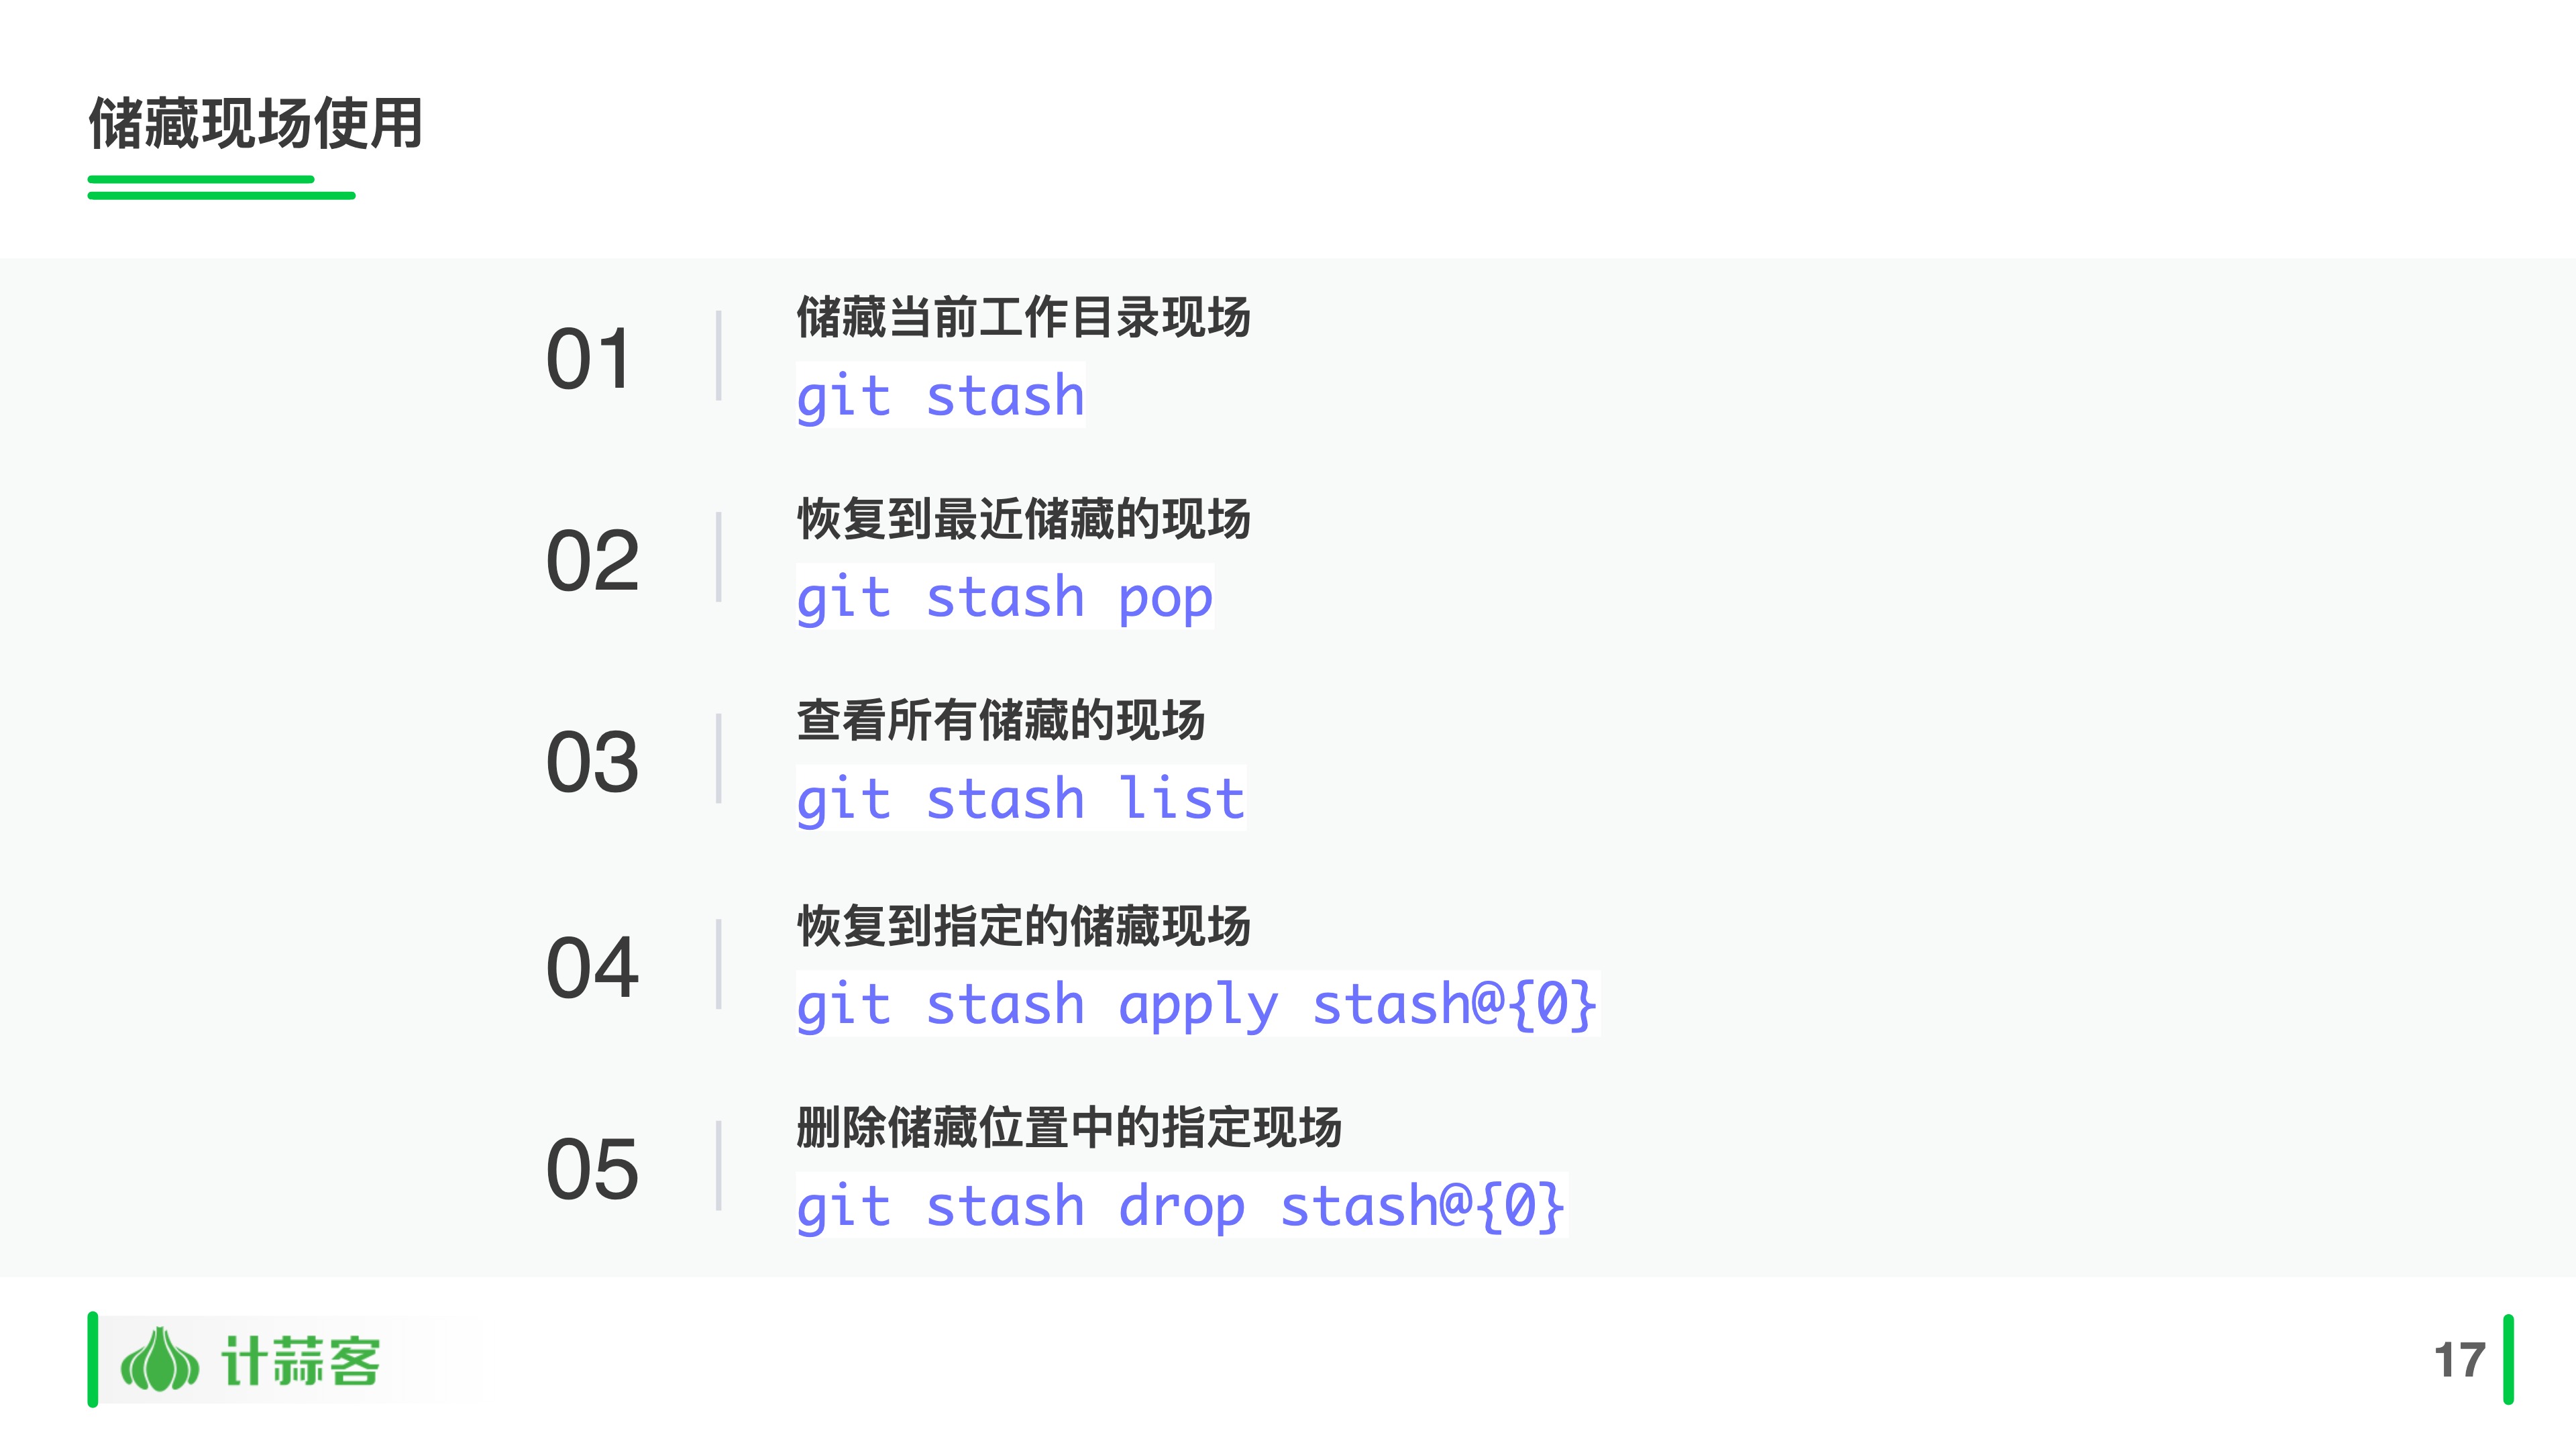 储藏现场使用
01
储藏当前工作目录现场
git stash
02
恢复到最近储藏的现场
git stash pop
03
查看所有储藏的现场
git stash list
04
恢复到指定的储藏现场
git stash apply stash@{0}
05
删除储藏位置中的指定现场
git stash drop stash@{0}
计蒜客
17